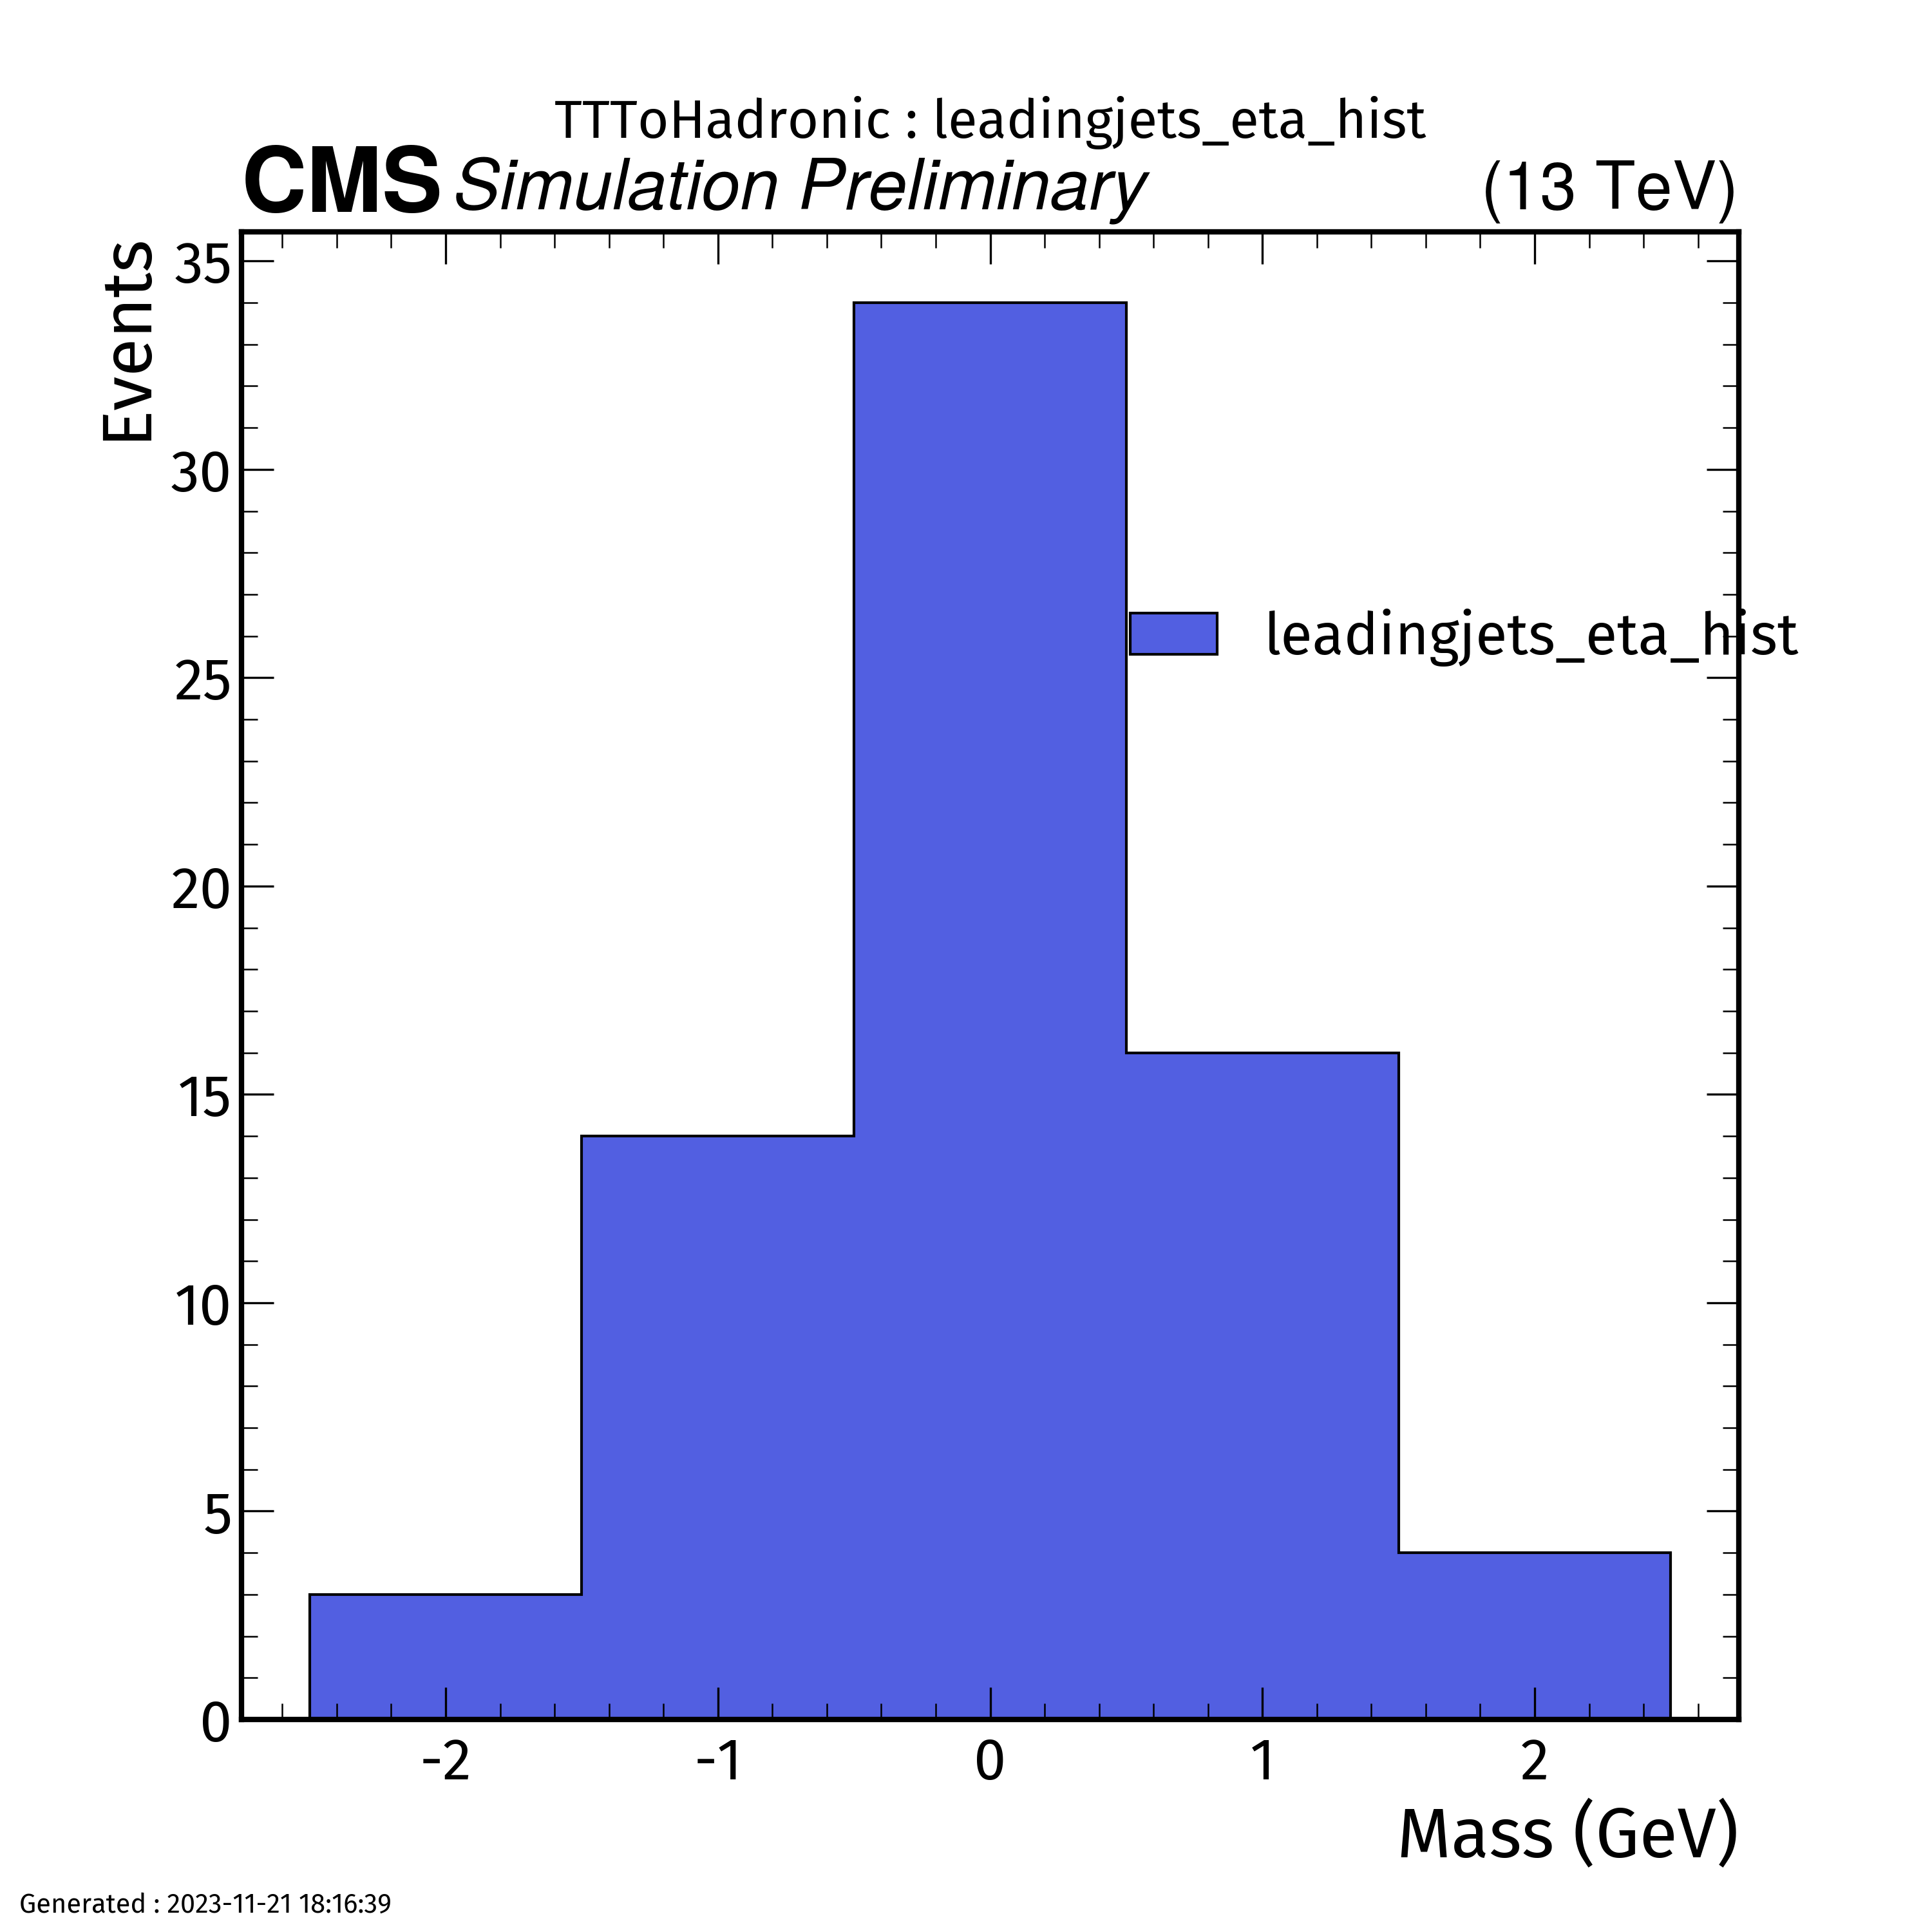 TTToHadronic : leadingjets_eta_hist
CMS Simulation Preliminary (13 TeV)
Events
35
30
25
20
15
10
5
0
leadingjets_eta_hist
-2 -1 0 1 2
Mass (GeV)
Generated : 2023-11-21 18:16:39